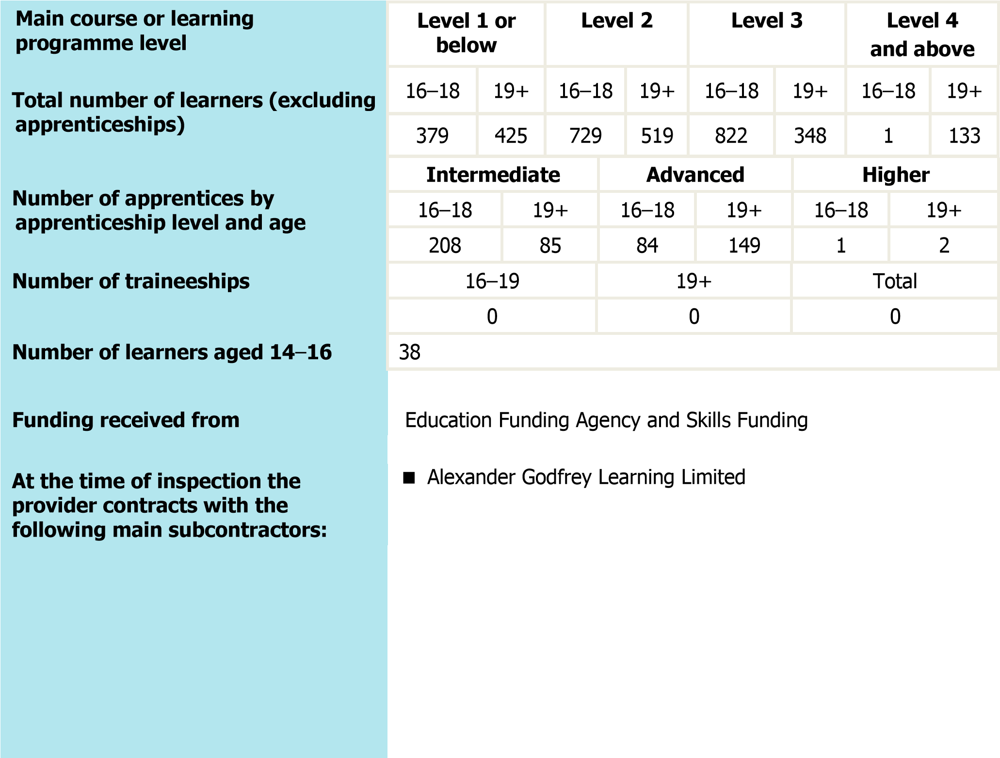 Main course or learning
programme level
Level 1 or
below
Level 2
Level 3
Level 4
and above
Total number of learners (excluding
apprenticeships)
16–18 19+ 16–18 19+ 16–18 19+ 16–18 19+
379 425 729 519 822 348 1 133
Number of apprentices by
apprenticeship level and age
Intermediate Advanced Higher
16–18 19+ 16–18 19+ 16–18 19+
208 85 84 149 1 2
Number of traineeships
16–19 19+ Total
0 0 0
Number of learners aged 14–16
38
Funding received from
Education Funding Agency and Skills Funding
At the time of inspection the
provider contracts with the
following main subcontractors:
■ Alexander Godfrey Learning Limited